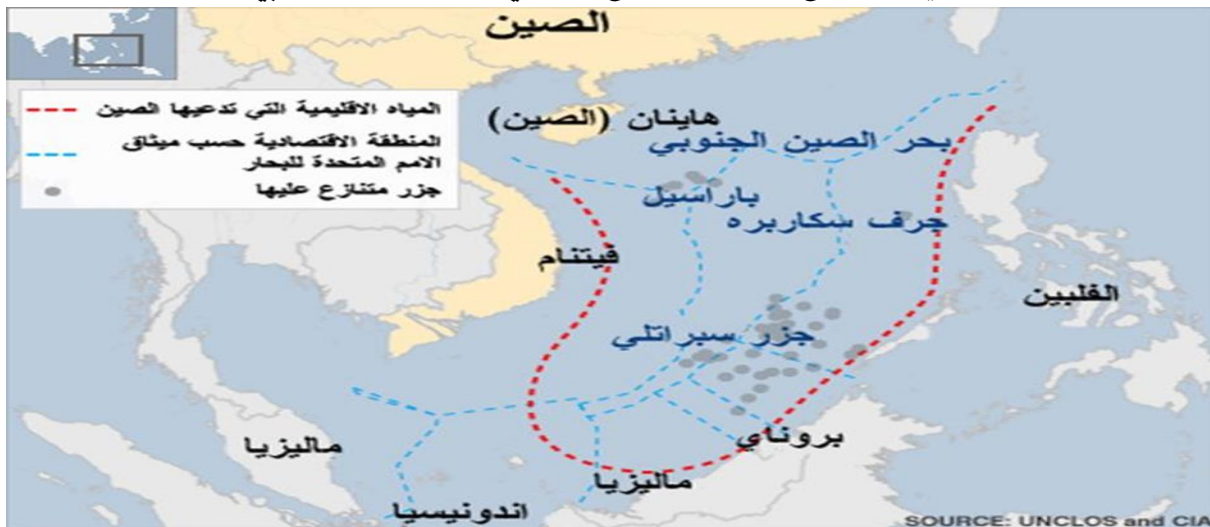 الصين
المياه الاقليمية التي تدعيها الصين
المنطقة الاقتصادية حسب ميثاق
الامم المتحدة للبحار
جزر متنازع عليها
هاينان (الصين)
بحر الصين الجنوبي
باراسيل
جرف سكاربره
فيتنام
الفلبين
جزر سبراتلي
بروناي
ماليزيا
ماليزيا
اندونيسيا
SOURCE: UNCLOS and CIA